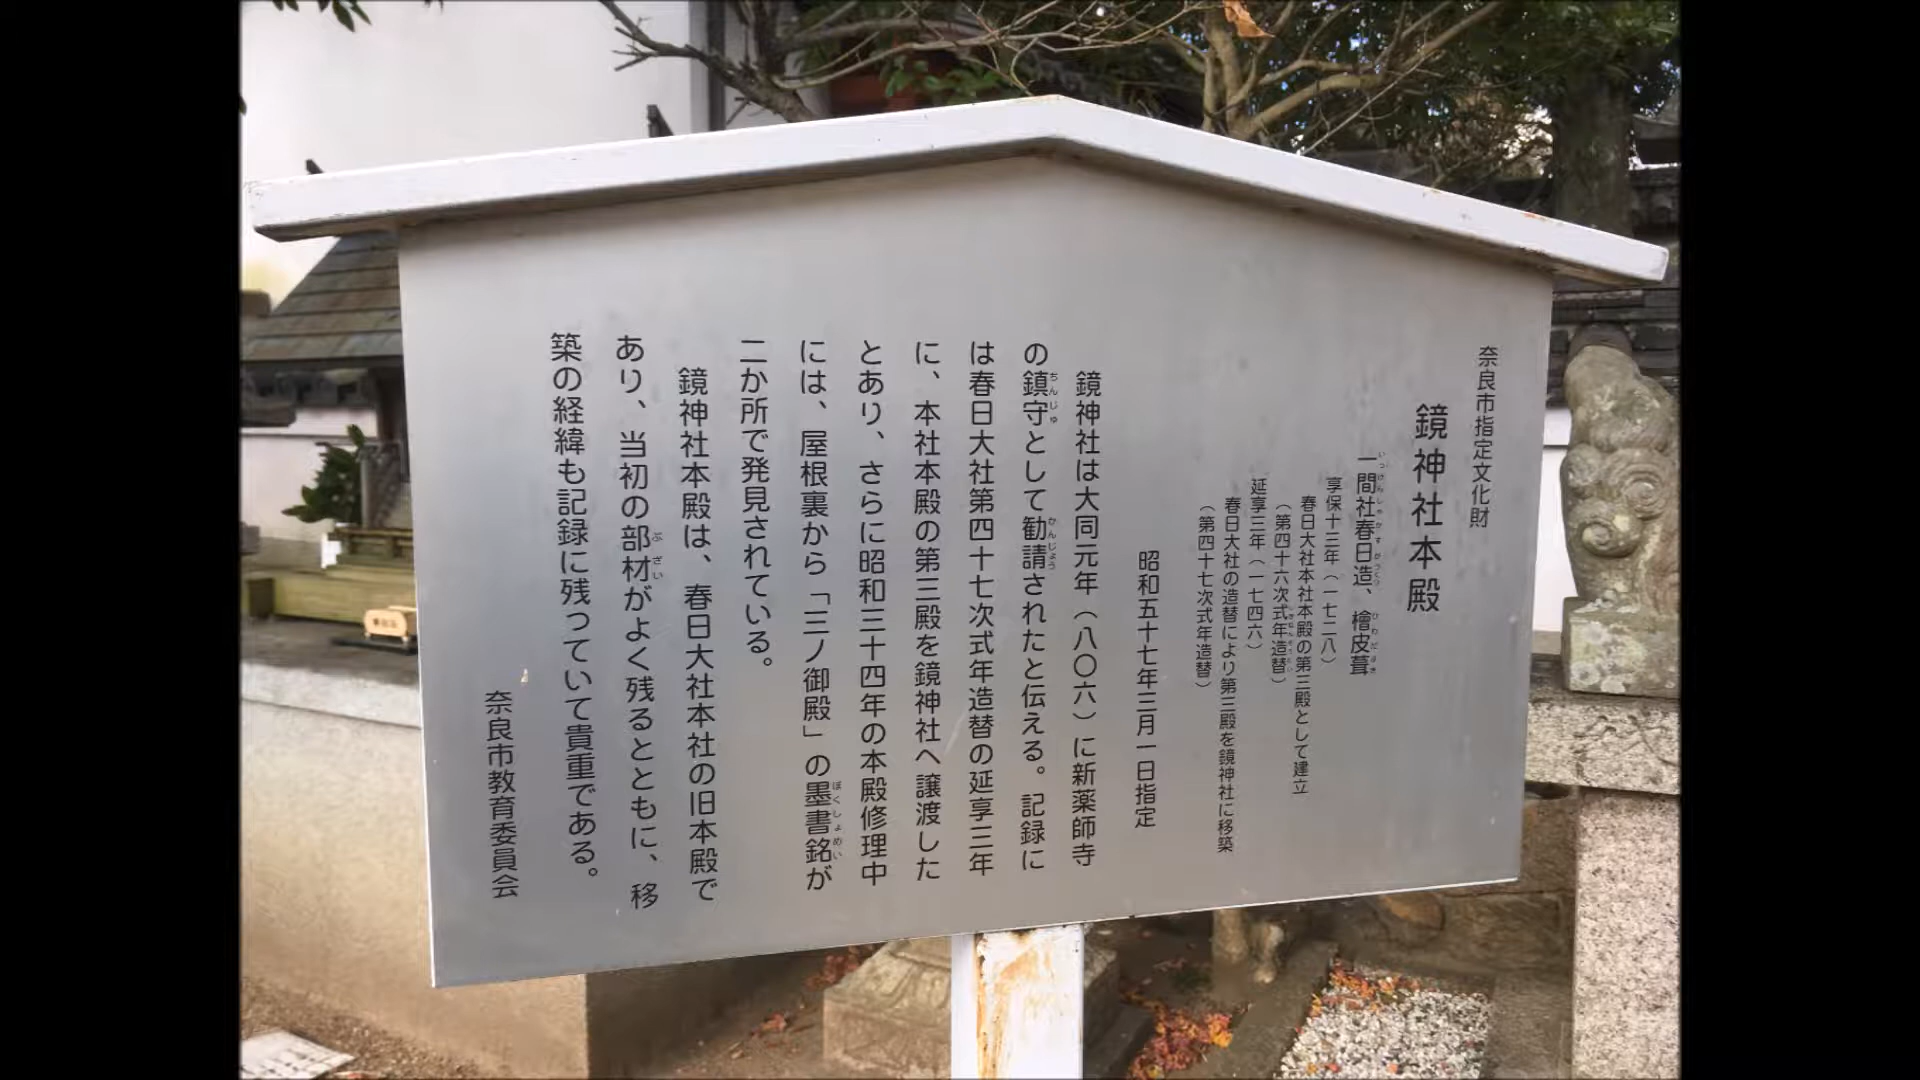 奈良市指定文化財
鏡神社本殿
一間社春日造、檜皮葺
享保十三年（一七二八）
春日大社本社本殿の第三殿として建立
（第四十六次式年造替）
延享三年（一七四六）
春日大社の造替により第三殿を鏡神社に移築
（第四十七次式年造替）
昭和五十七年三月一日指定
鏡神社は大同元年（八〇六）に新薬師寺
の鎮守として勧請されたと伝える。記録に
は春日大社第四十七次式年造替の延享三年
に、本社本殿の第三殿を鏡神社へ譲渡した
とあり、さらに昭和三十四年の本殿修理中
には、屋根裏から「三ノ御殿」の墨書銘が
二か所で発見されている。
鏡神社本殿は、春日大社本社の旧本殿で
あり、当初の部材がよく残るとともに、移
築の経緯も記録に残っていて貴重である。
奈良市教育委員会